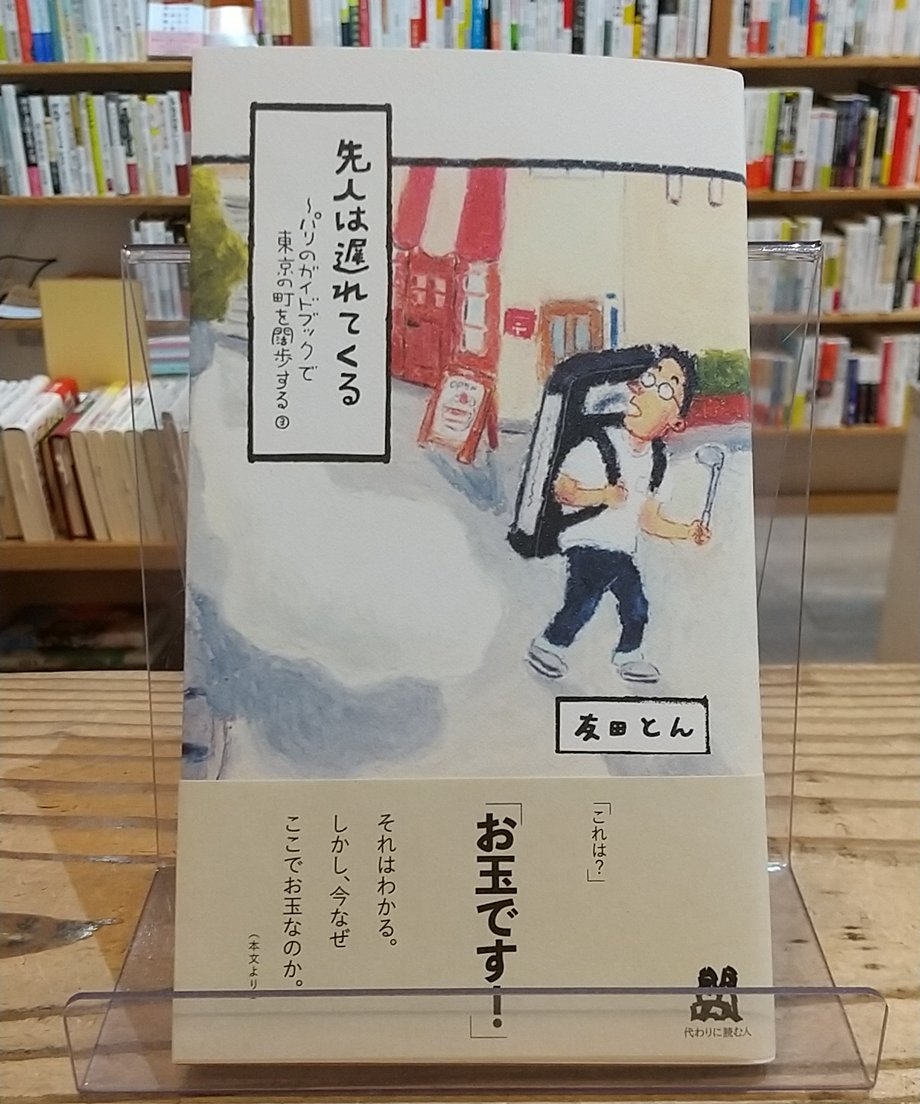 先人は遅れてくる
〜パリのガイドブックで
東京の町を闊歩する③
OPEN
友田とん
「これは?」
「お玉です!」
それはわかる。
しかし、今なぜ
ここでお玉なのか。
(本文より)
代わりに読む人